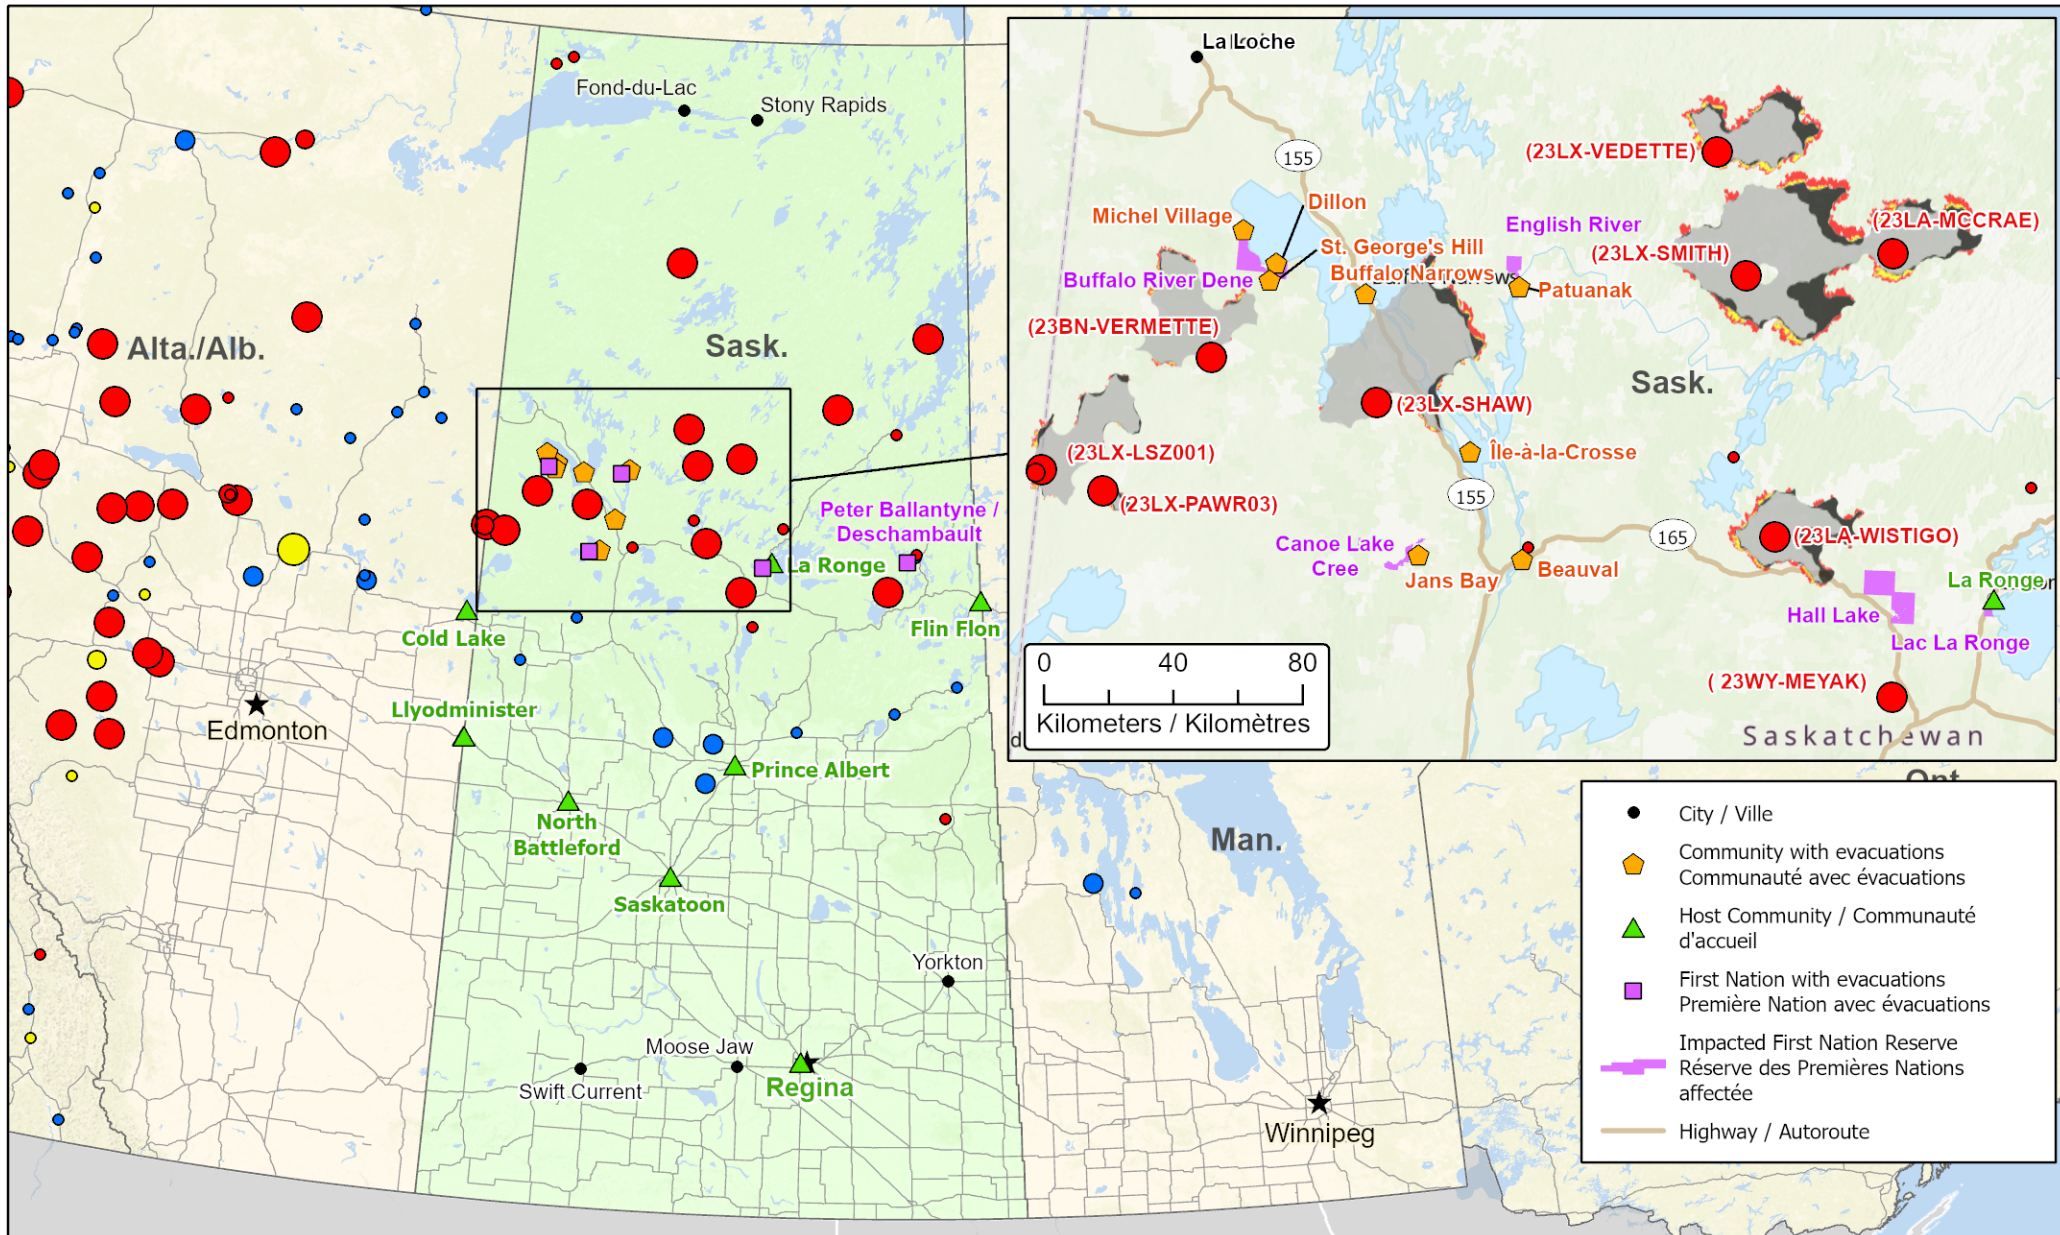 Fond-du-Lac
Stony Rapids
Alta./Alb.
Sask.
Peter Ballantyne /
Deschambault
La Ronge
Cold Lake
Flin Flon
Llyodminister
Edmonton
Prince Albert
North
Battleford
Saskatoon
Man.
Yorkton
Moose Jaw
Swift Current
Regina
Winnipeg
La Loche
155
(23LX-VEDETTE)
Dillon
Michel Village
English River
(23LA-MCCRAE)
St. George's Hill
(23LX-SMITH)
Buffalo Narrows
Buffalo River Dene
Patuanak
(23BN-VERMETTE)
Sask.
(23LX-SHAW)
(23LX-LSZ001)
Île-à-la-Crosse
155
(23LX-PAWR03)
165
(23LA-WISTIGO)
Canoe Lake
Cree
Jans Bay
Beauval
La Ronge
Hall Lake
Lac La Ronge
( 23WY-MEYAK)
Saskatchewan
0 40 80
Kilometers / Kilomètres
City / Ville
Community with evacuations
Communauté avec évacuations
Host Community / Communauté
d'accueil
First Nation with evacuations
Première Nation avec évacuations
Impacted First Nation Reserve
Réserve des Premières Nations
affectée
Highway / Autoroute